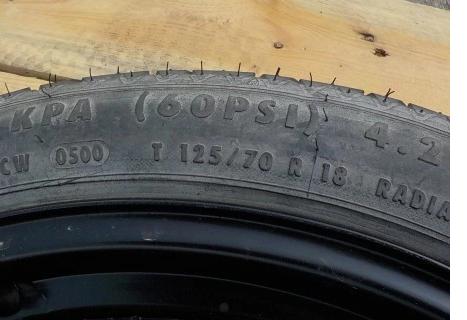 KPA (60PSI) 4.2
CW 0500 T 125/70 R 18 RADIA